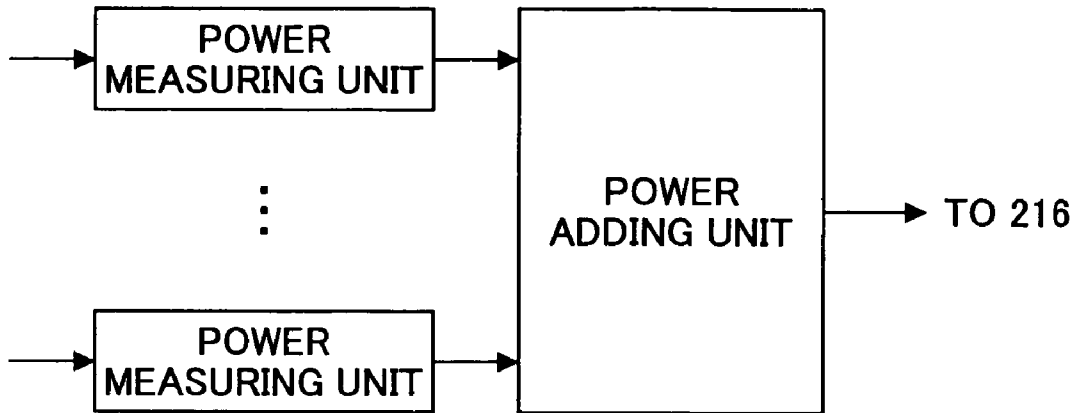 POWER
MEASURING UNIT
POWER
ADDING UNIT
TO 216
POWER
MEASURING UNIT